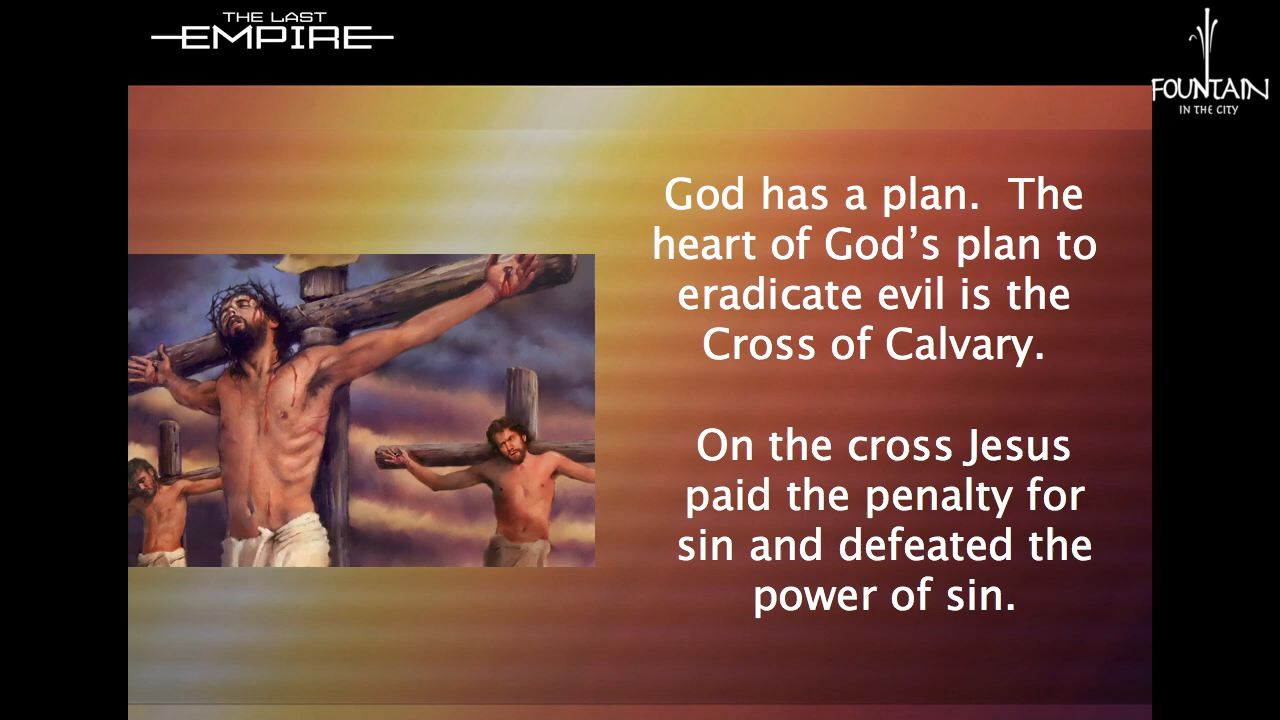 THE LAST
EMPIRE
FOUNTAIN
IN THE CITY
God has a plan.  The
heart of God’s plan to
eradicate evil is the
Cross of Calvary.
On the cross Jesus
paid the penalty for
sin and defeated the
power of sin.